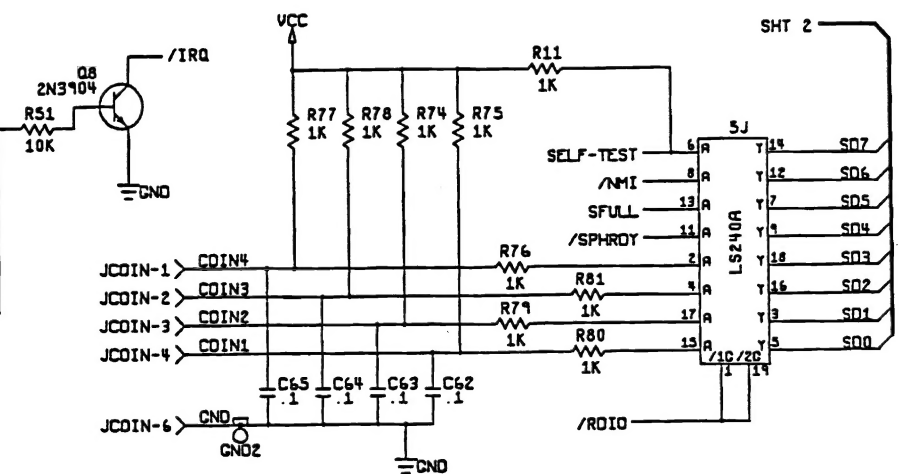 VCC
SHT 2
/IRQ
R11
1K
Q8
2N3904
R51
10K
R77
1K
R78
1K
R74
1K
R75
1K
GND
5J
LS240A
SELF-TEST 6 A Y 14 SD7
/NMI 8 A Y 12 SD6
SFULL 13 A Y 7 SD5
/SPHRDY 11 A Y 9 SD4
JCOIN-1 COIN4 R76 1K 2 A Y 18 SD3
JCOIN-2 COIN3 R81 1K 4 A Y 16 SD2
JCOIN-3 COIN2 R79 1K 17 A Y 3 SD1
JCOIN-4 COIN1 R80 1K 15 A Y 5 SD0
/1G /2G
1 19
C65
.1
C64
.1
C63
.1
C62
.1
JCOIN-6 GND
GND2
/RDIO
GND